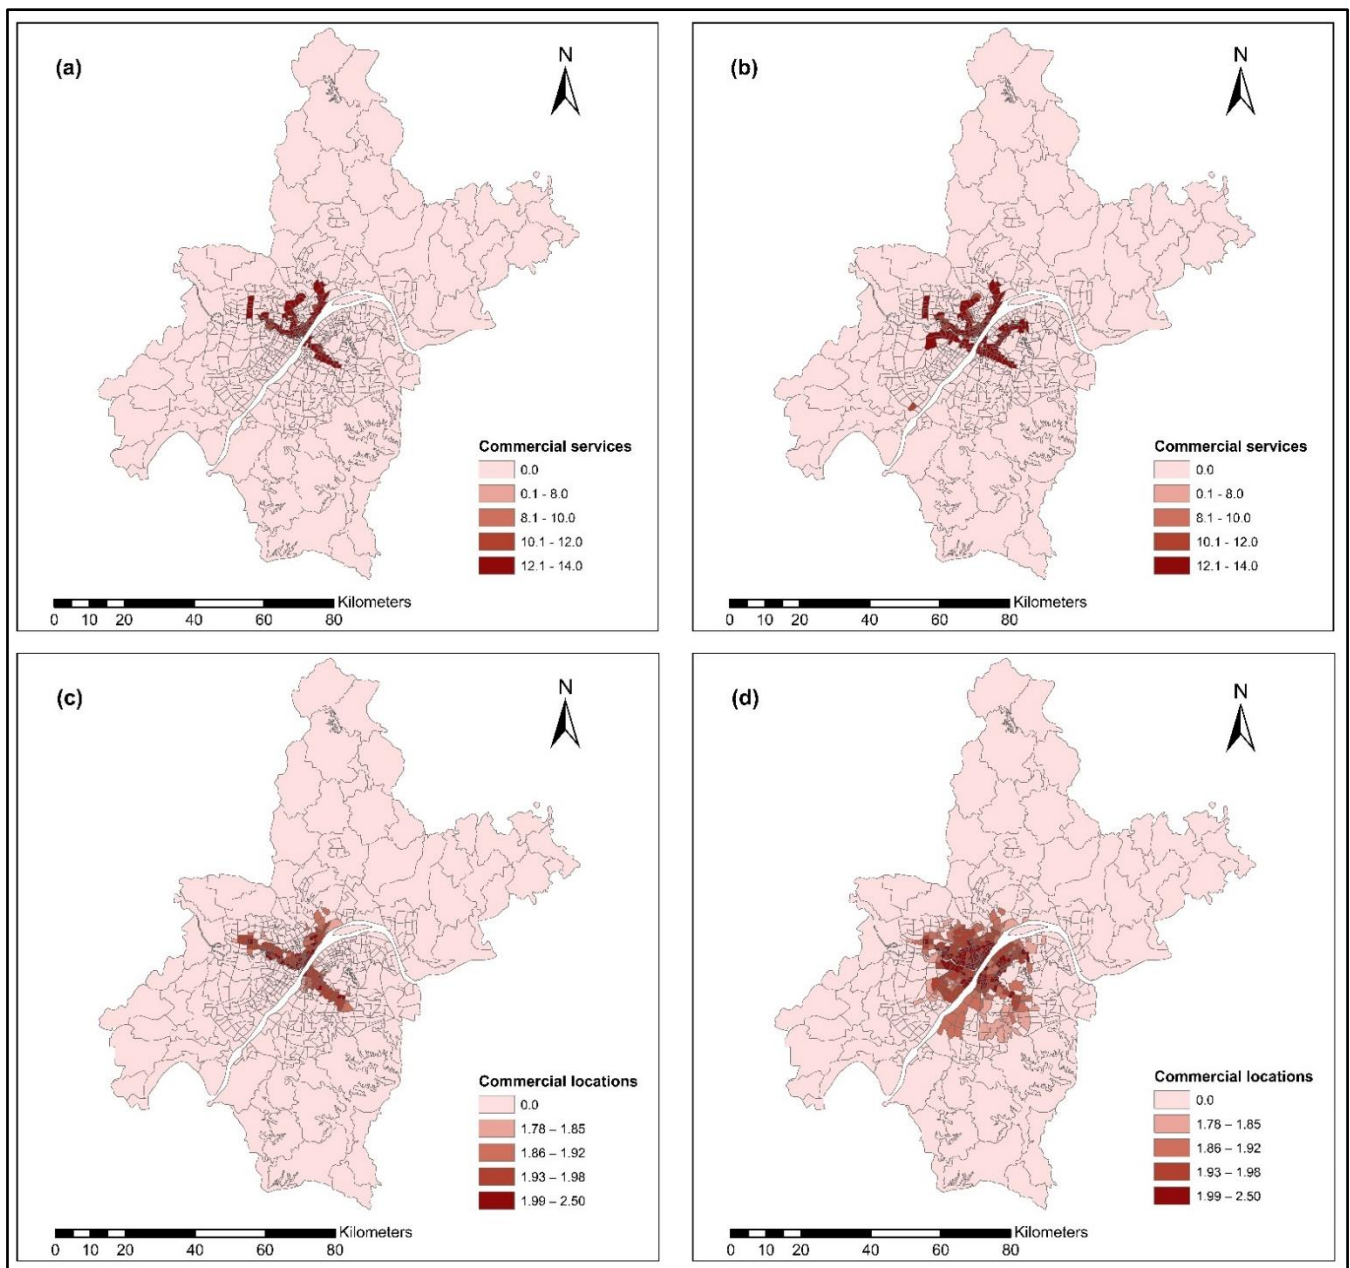 (a)
N
Commercial services
0.0
0.1 - 8.0
8.1 - 10.0
10.1 - 12.0
12.1 - 14.0
Kilometers
0 10 20 40 60 80
(b)
N
Commercial services
0.0
0.1 - 8.0
8.1 - 10.0
10.1 - 12.0
12.1 - 14.0
Kilometers
0 10 20 40 60 80
(c)
N
Commercial locations
0.0
1.78 – 1.85
1.86 – 1.92
1.93 – 1.98
1.99 – 2.50
Kilometers
0 10 20 40 60 80
(d)
N
Commercial locations
0.0
1.78 – 1.85
1.86 – 1.92
1.93 – 1.98
1.99 – 2.50
Kilometers
0 10 20 40 60 80